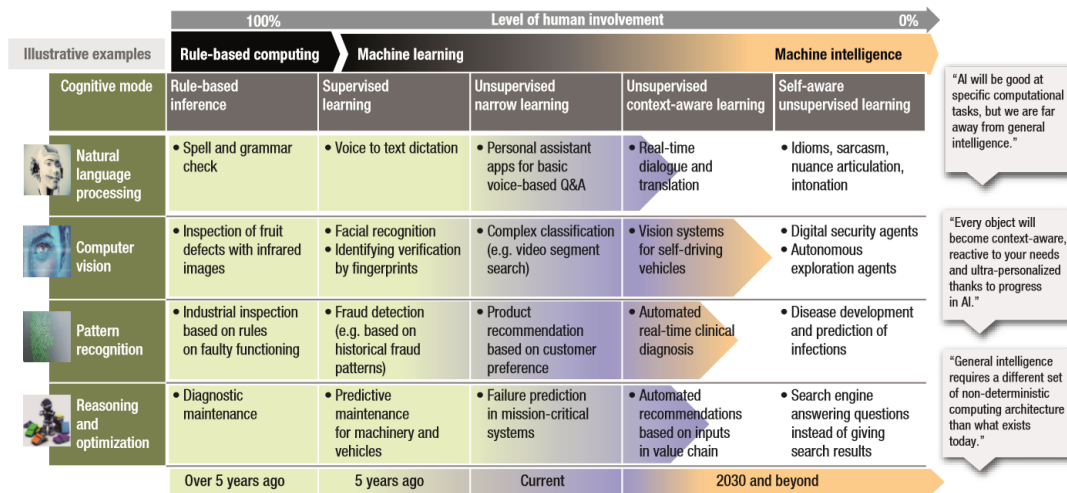 100%
Level of human involvement
0%
Illustrative examples
Rule-based computing
Machine learning
Machine intelligence
Cognitive mode
Rule-based
inference
Supervised
learning
Unsupervised
narrow learning
Unsupervised
context-aware learning
Self-aware
unsupervised learning
Natural
language
processing
• Spell and grammar
check
• Voice to text dictation
• Personal assistant
apps for basic
voice-based Q&A
• Real-time
dialogue and
translation
• Idioms, sarcasm,
nuance articulation,
intonation
Computer
vision
• Inspection of fruit
defects with infrared
images
• Facial recognition
• Identifying verification
by fingerprints
• Complex classification
(e.g. video segment
search)
• Vision systems
for self-driving
vehicles
• Digital security agents
• Autonomous
exploration agents
Pattern
recognition
• Industrial inspection
based on rules
on faulty functioning
• Fraud detection
(e.g. based on
historical fraud
patterns)
• Product
recommendation
based on customer
preference
• Automated
real-time clinical
diagnosis
• Disease development
and prediction of
infections
Reasoning
and
optimization
• Diagnostic
maintenance
• Predictive
maintenance
for machinery and
vehicles
• Failure prediction
in mission-critical
systems
• Automated
recommendations
based on inputs
in value chain
• Search engine
answering questions
instead of giving
search results
Over 5 years ago
5 years ago
Current
2030 and beyond
“AI will be good at
specific computational
tasks, but we are far
away from general
intelligence.”
“Every object will
become context-aware,
reactive to your needs
and ultra-personalized
thanks to progress
in AI.”
“General intelligence
requires a different set
of non-deterministic
computing architecture
than what exists
today.”